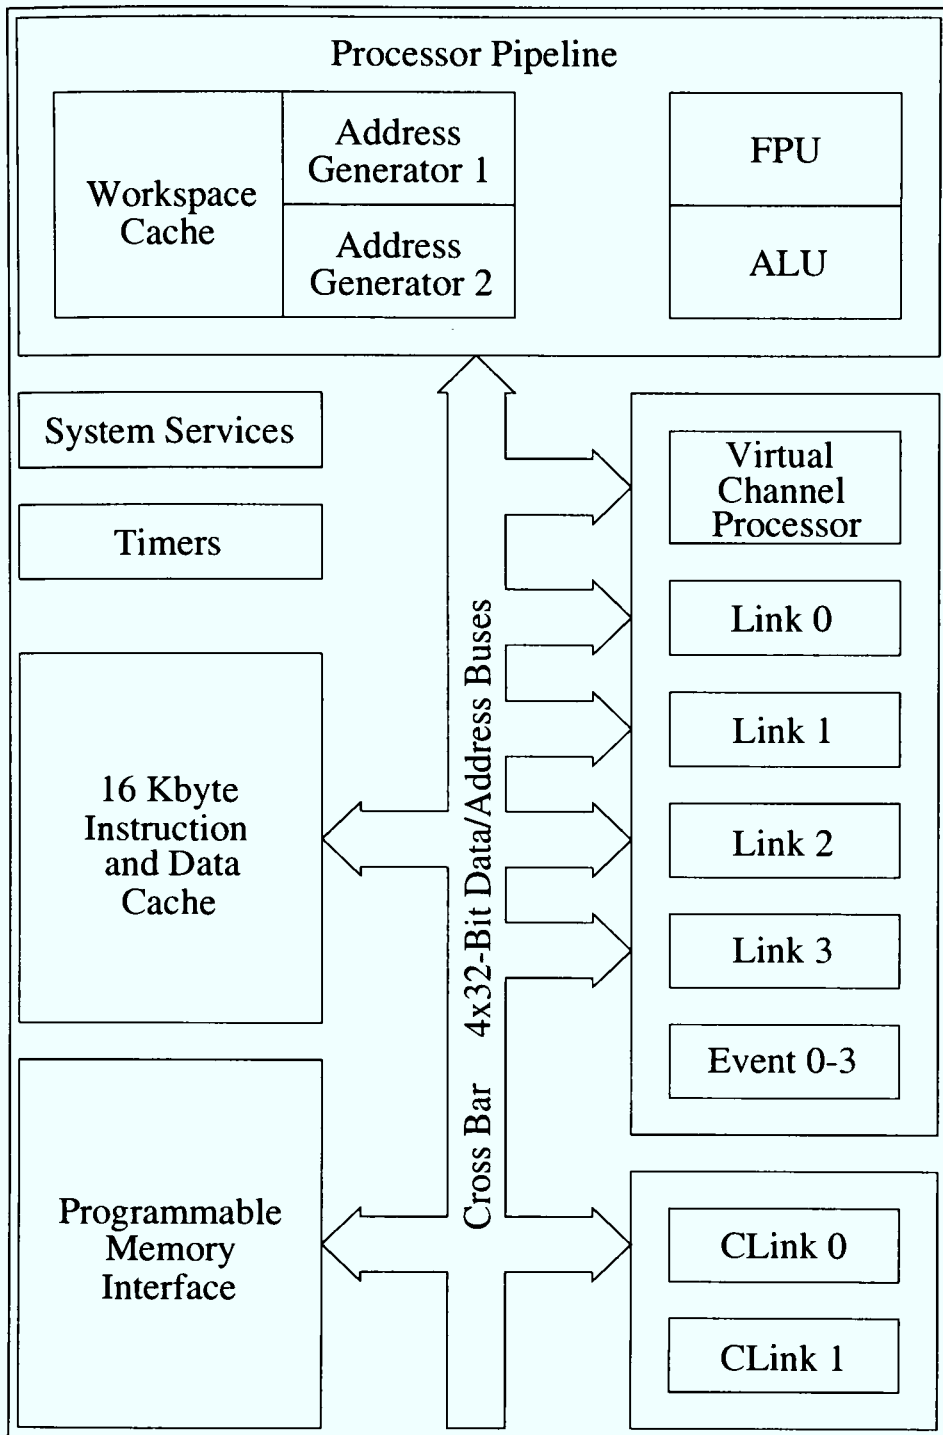 Processor Pipeline
Workspace
Cache
Address
Generator 1
Address
Generator 2
FPU
ALU
System Services
Timers
16 Kbyte
Instruction
and Data
Cache
Programmable
Memory
Interface
Cross Bar 4x32-Bit Data/Address Buses
Virtual
Channel
Processor
Link 0
Link 1
Link 2
Link 3
Event 0-3
CLink 0
CLink 1